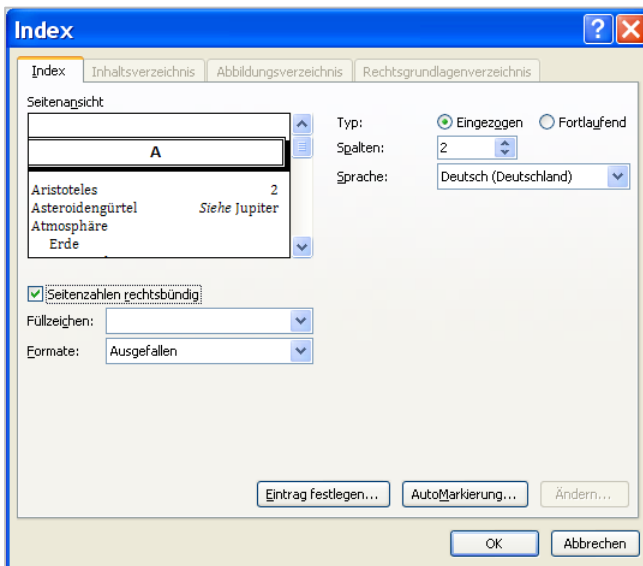 Index
Index Inhaltsverzeichnis Abbildungsverzeichnis Rechtsgrundlagenverzeichnis
Seitenansicht
A
Aristoteles 2
Asteroidengürtel Siehe Jupiter
Atmosphäre
Erde
Typ: Eingezogen Fortlaufend
Spalten: 2
Sprache: Deutsch (Deutschland)
Seitenzahlen rechtsbündig
Füllzeichen:
Formate: Ausgefallen
Eintrag festlegen... AutoMarkierung... Ändern...
OK Abbrechen